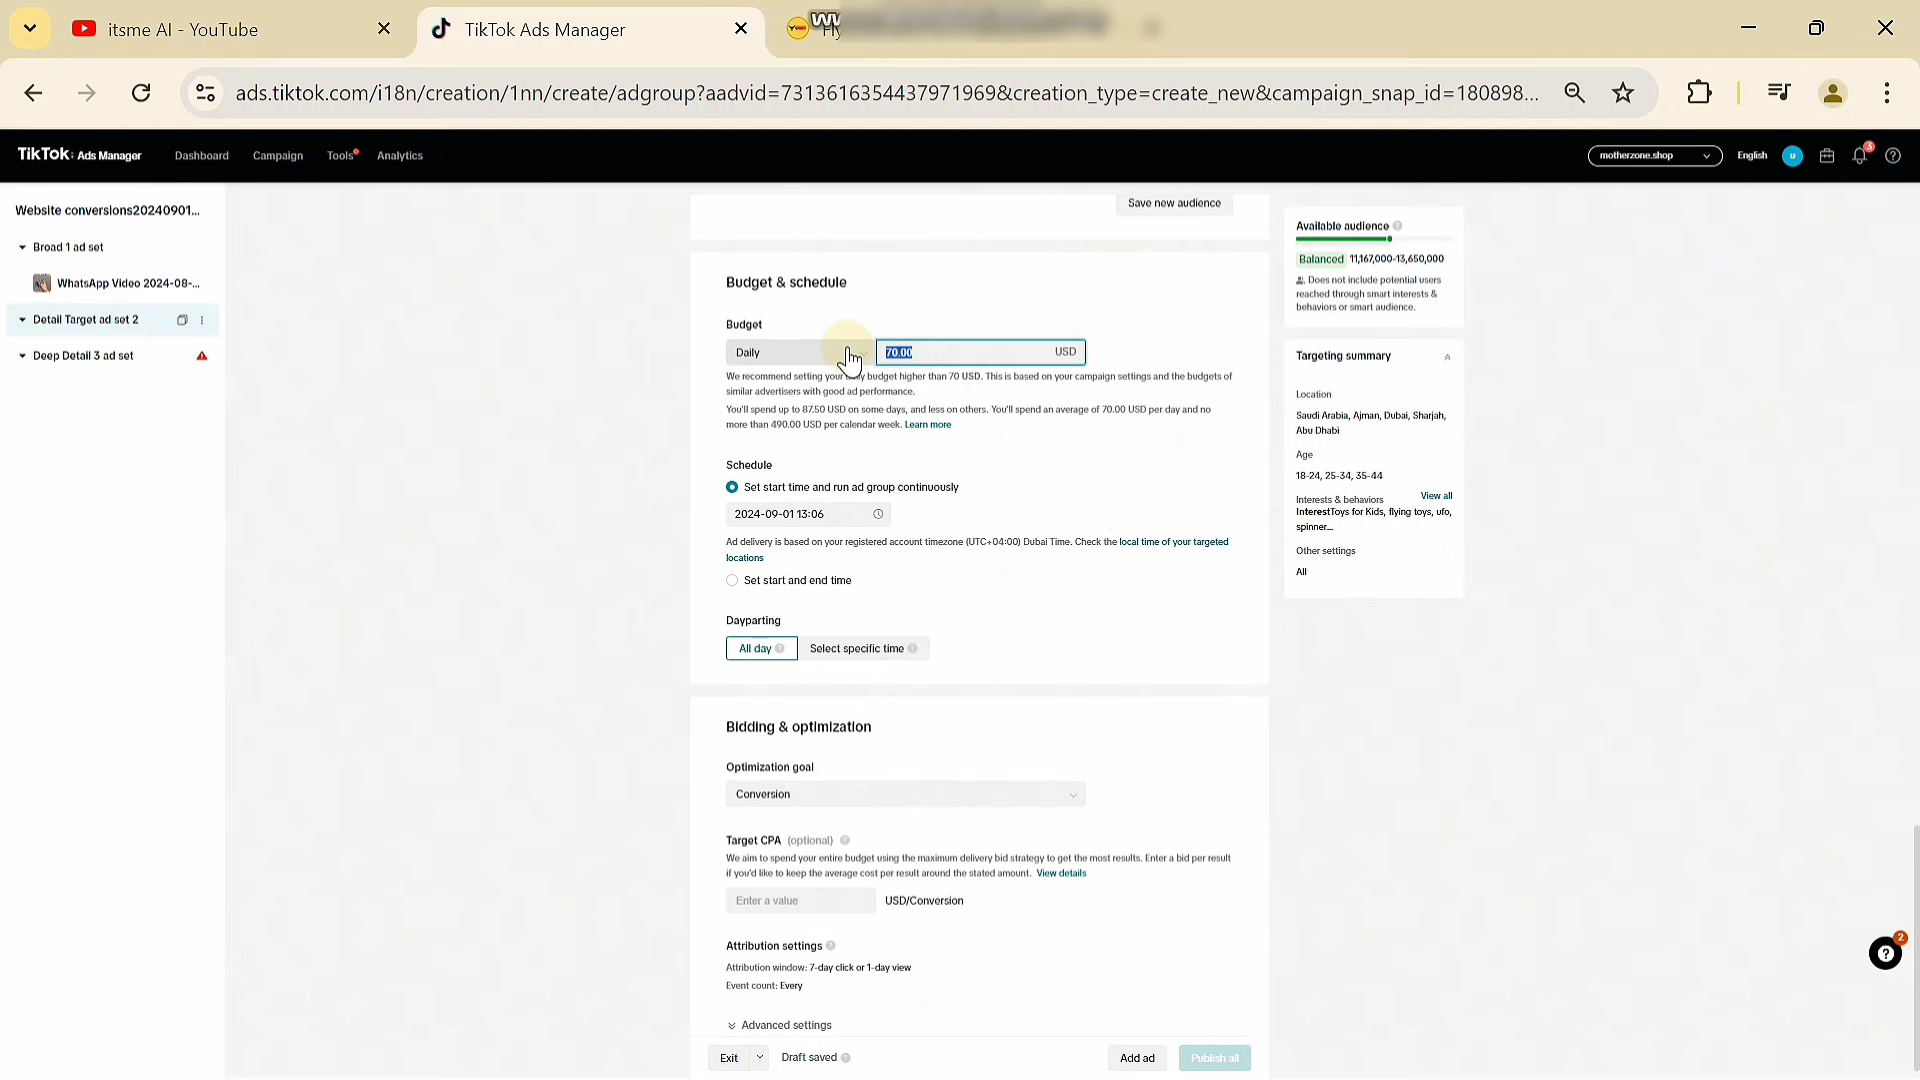 itsme AI - YouTube
TikTok Ads Manager
ads.tiktok.com/i18n/creation/1nn/create/adgroup?aadvid=7313616354437971969&creation_type=create_new&campaign_snap_id=180898...
TikTok: Ads Manager
Dashboard
Campaign
Tools
Analytics
motherzone.shop
English
U
3
Website conversions20240901...
Broad 1 ad set
WhatsApp Video 2024-08-...
Detail Target ad set 2
Deep Detail 3 ad set
Save new audience
Budget & schedule
Budget
Daily
70.00
USD
We recommend setting your daily budget higher than 70 USD. This is based on your campaign settings and the budgets of
similar advertisers with good ad performance.
You'll spend up to 87.50 USD on some days, and less on others. You'll spend an average of 70.00 USD per day and no
more than 490.00 USD per calendar week. Learn more
Schedule
Set start time and run ad group continuously
2024-09-01 13:06
Ad delivery is based on your registered account timezone (UTC+04:00) Dubai Time. Check the local time of your targeted
locations
Set start and end time
Dayparting
All day
Select specific time
Bidding & optimization
Optimization goal
Conversion
Target CPA (optional)
We aim to spend your entire budget using the maximum delivery bid strategy to get the most results. Enter a bid per result
if you'd like to keep the average cost per result around the stated amount. View details
Enter a value
USD/Conversion
Attribution settings
Attribution window: 7-day click or 1-day view
Event count: Every
Advanced settings
Exit
Draft saved
Add ad
Publish all
Available audience
Balanced 11,167,000-13,650,000
Does not include potential users
reached through smart interests &
behaviors or smart audience.
Targeting summary
Location
Saudi Arabia, Ajman, Dubai, Sharjah,
Abu Dhabi
Age
18-24, 25-34, 35-44
Interests & behaviors
View all
InterestToys for Kids, flying toys, ufo,
spinner...
Other settings
All
2